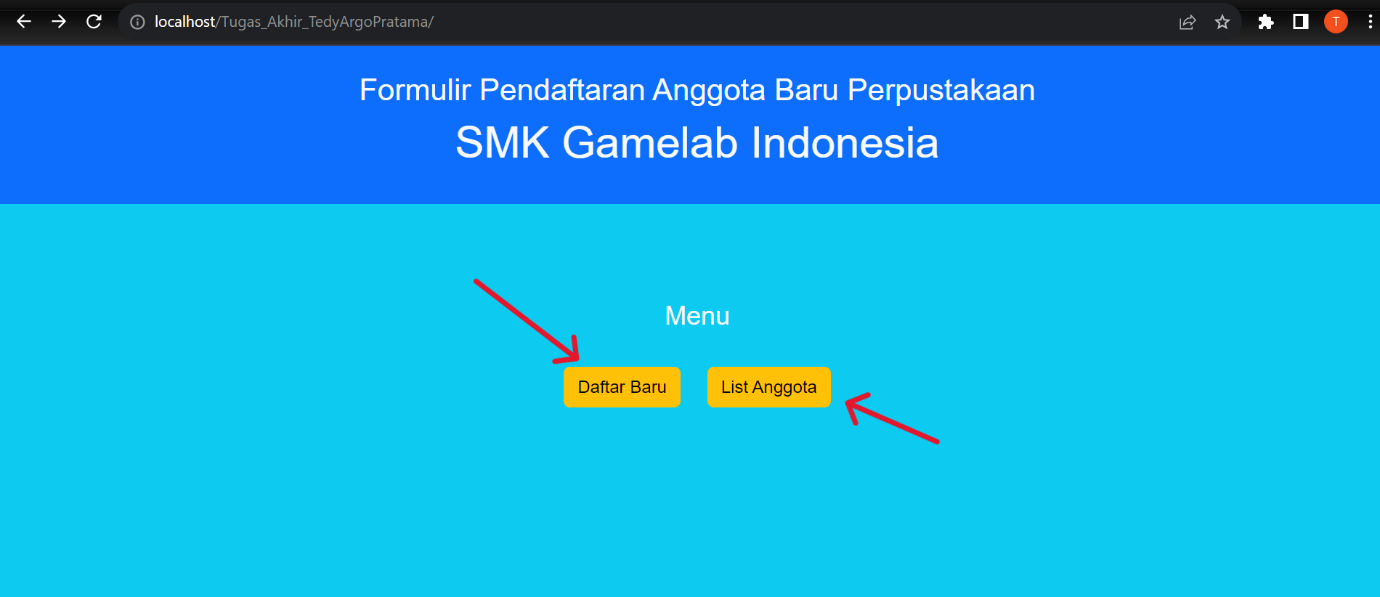 localhost/Tugas_Akhir_TedyArgoPratama/
T
Formulir Pendaftaran Anggota Baru Perpustakaan
SMK Gamelab Indonesia
Menu
Daftar Baru
List Anggota